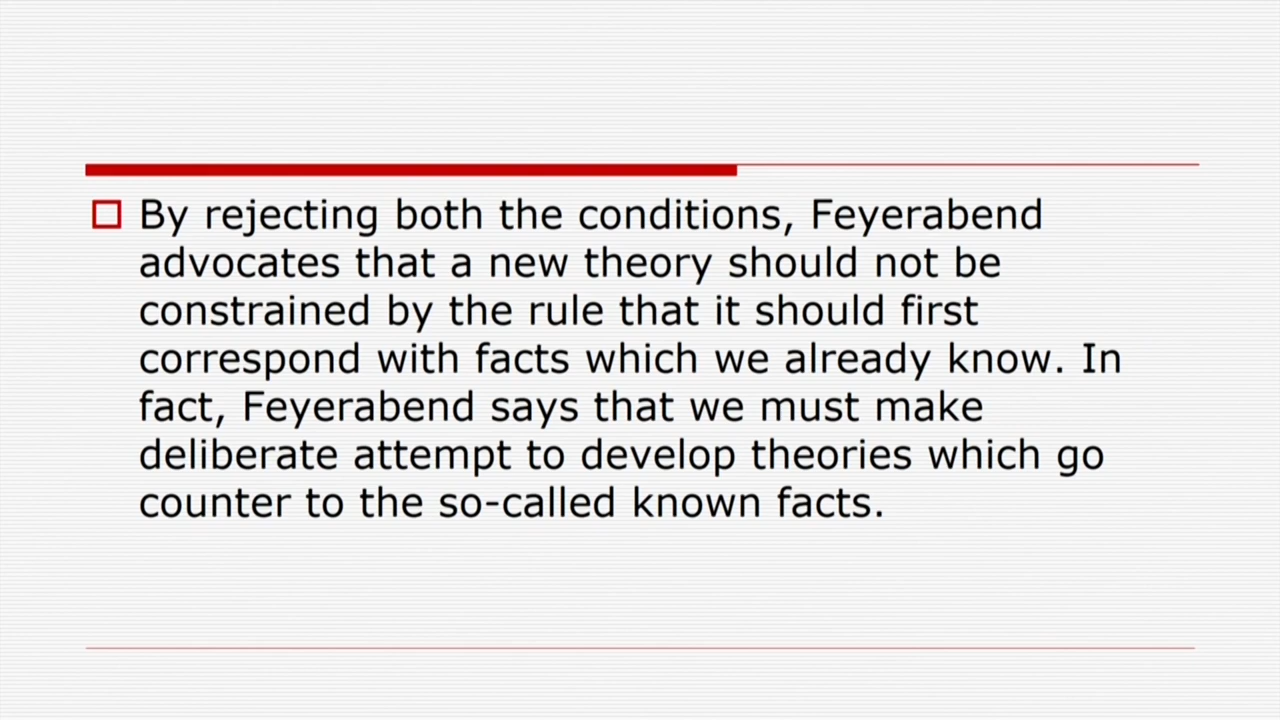 By rejecting both the conditions, Feyerabend
advocates that a new theory should not be
constrained by the rule that it should first
correspond with facts which we already know. In
fact, Feyerabend says that we must make
deliberate attempt to develop theories which go
counter to the so-called known facts.